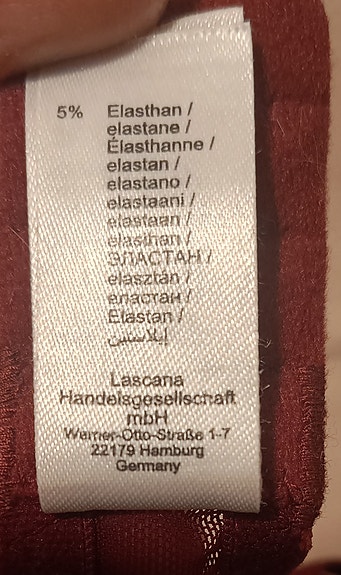 5% Elasthan /
elastane /
Élasthanne /
elastan /
elastano /
elastaani /
elastaan /
elasthan /
ЭЛАСТАН /
elasztán /
еластан /
Elastan /
إيلاستين
Lascana
Handelsgesellschaft
mbH
Werner-Otto-Straße 1-7
22179 Hamburg
Germany